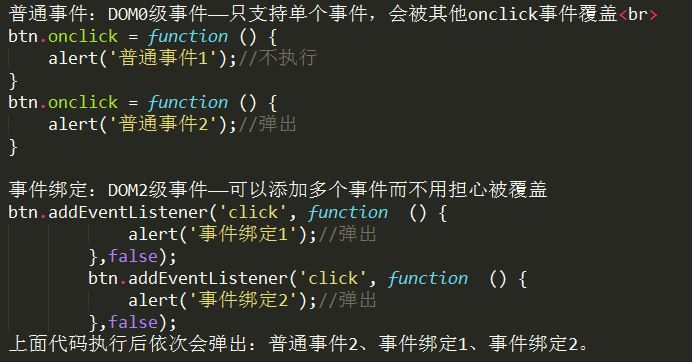 普通事件：DOM0级事件——只支持单个事件，会被其他onclick事件覆盖<br>
btn.onclick = function () {
    alert('普通事件1');//不执行
}
btn.onclick = function () {
    alert('普通事件2');//弹出
}
事件绑定：DOM2级事件——可以添加多个事件而不用担心被覆盖
btn.addEventListener('click', function  () {
            alert('事件绑定1');//弹出
        },false);
        btn.addEventListener('click', function  () {
            alert('事件绑定2');//弹出
        },false);
上面代码执行后依次会弹出：普通事件2、事件绑定1、事件绑定2。